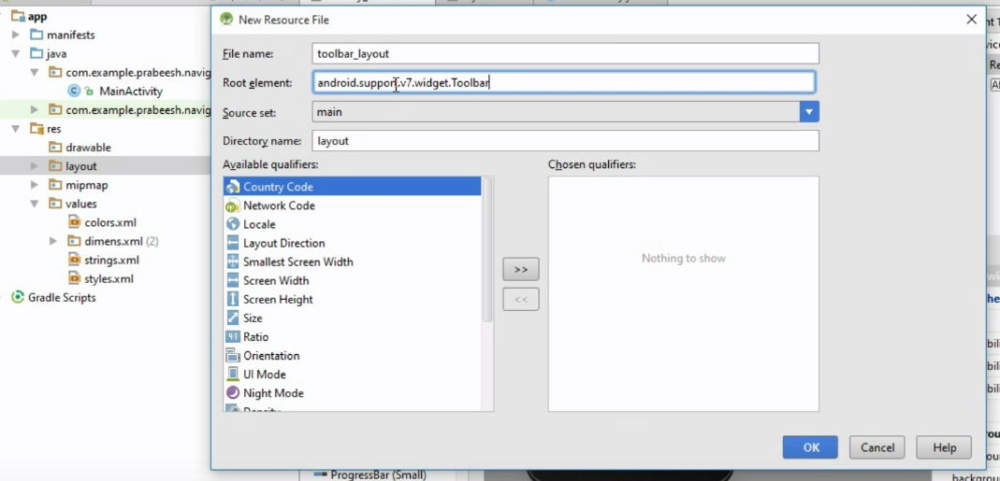 app
manifests
java
com.example.prabeesh.navig
MainActivity
com.example.prabeesh.navig
res
drawable
layout
mipmap
values
colors.xml
dimens.xml (2)
strings.xml
styles.xml
Gradle Scripts
New Resource File
File name: toolbar_layout
Root element: android.support.v7.widget.Toolbar
Source set: main
Directory name: layout
Available qualifiers:
Chosen qualifiers:
Country Code
Network Code
Locale
Layout Direction
Smallest Screen Width
Screen Width
Screen Height
Size
Ratio
Orientation
UI Mode
Night Mode
Density
>>
<<
Nothing to show
OK
Cancel
Help
ProgressBar (Small)